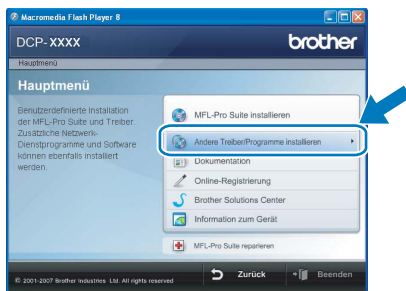 Macromedia Flash Player 8
DCP-XXXX
brother
Hauptmenü
Hauptmenü
Benutzerdefinierte Installation
der MFL-Pro Suite und Treiber.
Zusätzliche Netzwerk-
Dienstprogramme und Software
können ebenfalls installiert
werden.
MFL-Pro Suite installieren
Andere Treiber/Programme installieren
Dokumentation
Online-Registrierung
Brother Solutions Center
Information zum Gerät
MFL-Pro Suite reparieren
© 2001-2007 Brother Industries Ltd. All rights reserved
Zurück
Beenden